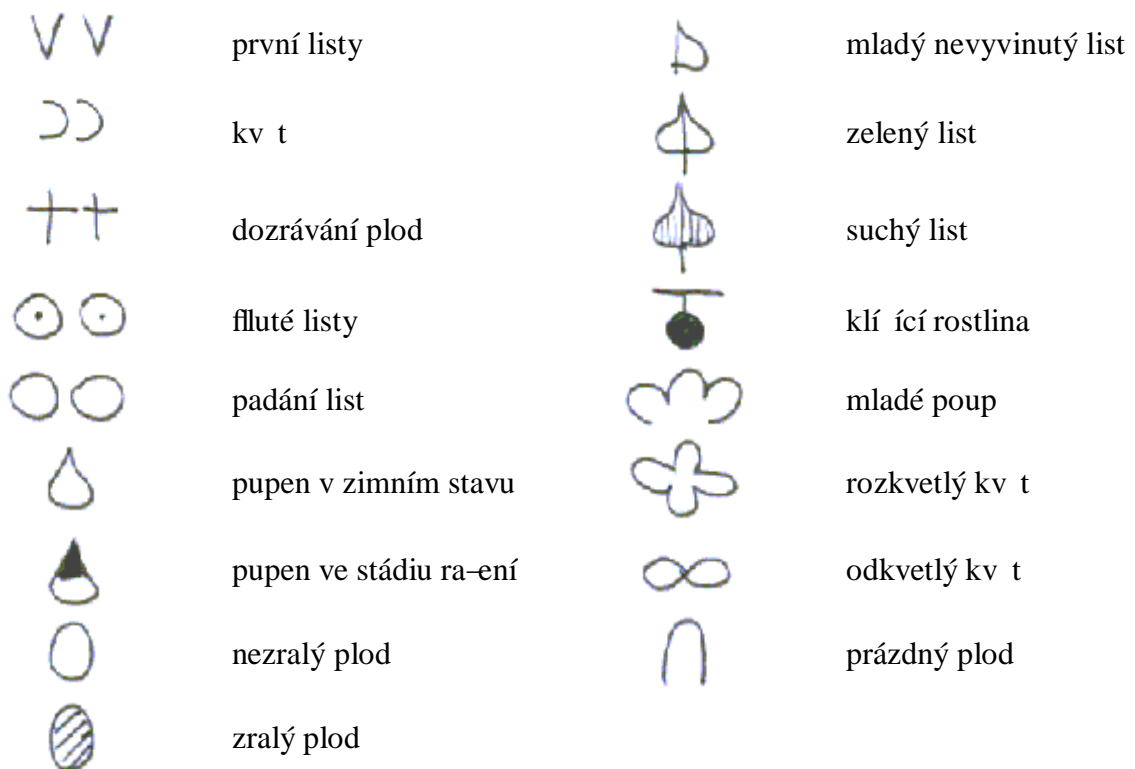 první listy
kv t
dozrávání plod
flluté listy
padání list
pupen v zimním stavu
pupen ve stádiu ra–ení
nezralý plod
zralý plod
mladý nevyvinutý list
zelený list
suchý list
klí ící rostlina
mladé poup
rozkvetlý kv t
odkvetlý kv t
prázdný plod